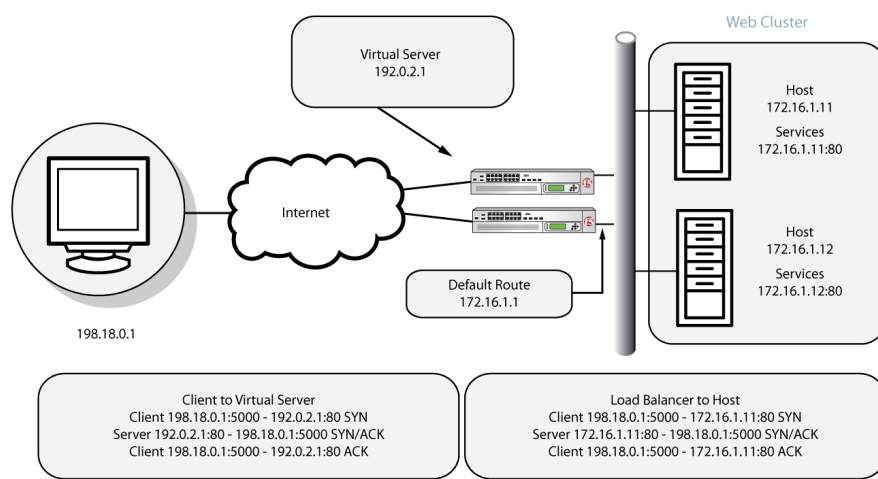 Web Cluster
Virtual Server
192.0.2.1
Host
172.16.1.11
Services
172.16.1.11:80
Internet
Host
172.16.1.12
Services
172.16.1.12:80
Default Route
172.16.1.1
198.18.0.1
Client to Virtual Server
Client 198.18.0.1:5000 - 192.0.2.1:80 SYN
Server 192.0.2.1:80 - 198.18.0.1:5000 SYN/ACK
Client 198.18.0.1:5000 - 192.0.2.1:80 ACK
Load Balancer to Host
Client 198.18.0.1:5000 - 172.16.1.11:80 SYN
Server 172.16.1.11:80 - 198.18.0.1:5000 SYN/ACK
Client 198.18.0.1:5000 - 172.16.1.11:80 ACK